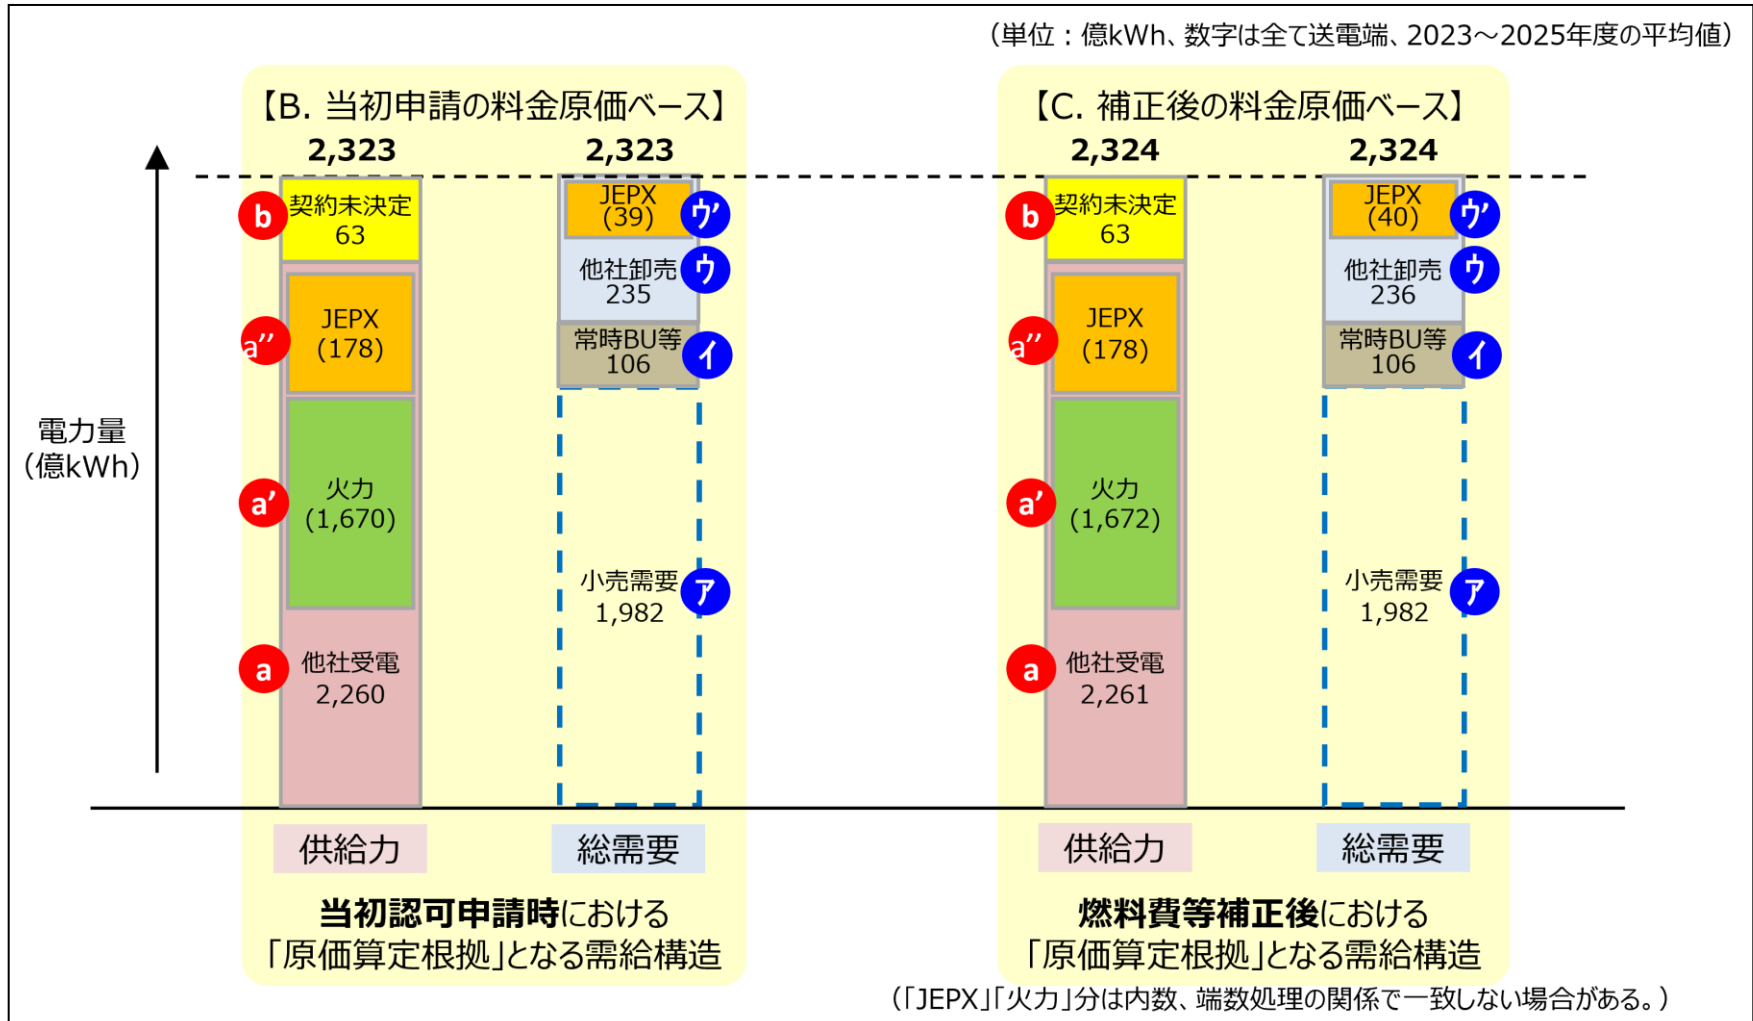 （単位：億kWh、数字は全て送電端、2023～2025年度の平均値）
【B. 当初申請の料金原価ベース】
2,323
2,323
b
契約未決定
63
JEPX
(39)
ウ’
他社卸売
235
ウ
a’’
JEPX
(178)
常時BU等
106
イ
電力量
（億kWh）
a’
火力
(1,670)
小売需要
1,982
ア
a
他社受電
2,260
供給力
総需要
当初認可申請時における
「原価算定根拠」となる需給構造
【C. 補正後の料金原価ベース】
2,324
2,324
b
契約未決定
63
JEPX
(40)
ウ’
他社卸売
236
ウ
a’’
JEPX
(178)
常時BU等
106
イ
a’
火力
(1,672)
小売需要
1,982
ア
a
他社受電
2,261
供給力
総需要
燃料費等補正後における
「原価算定根拠」となる需給構造
（「JEPX」「火力」分は内数、端数処理の関係で一致しない場合がある。）